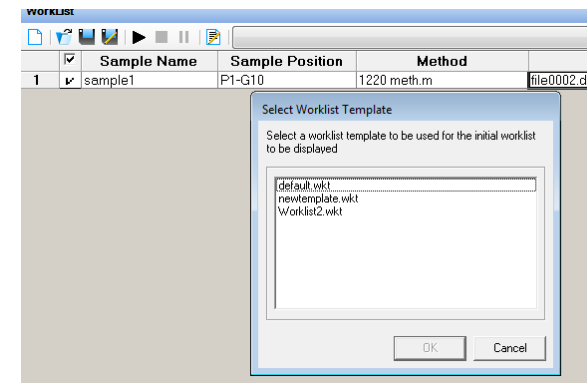 WorkList
Sample Name Sample Position Method
1 sample1 P1-G10 1220 meth.m file0002.d
Select Worklist Template
Select a worklist template to be used for the initial worklist
to be displayed
default.wkt
newtemplate.wkt
Worklist2.wkt
OK Cancel